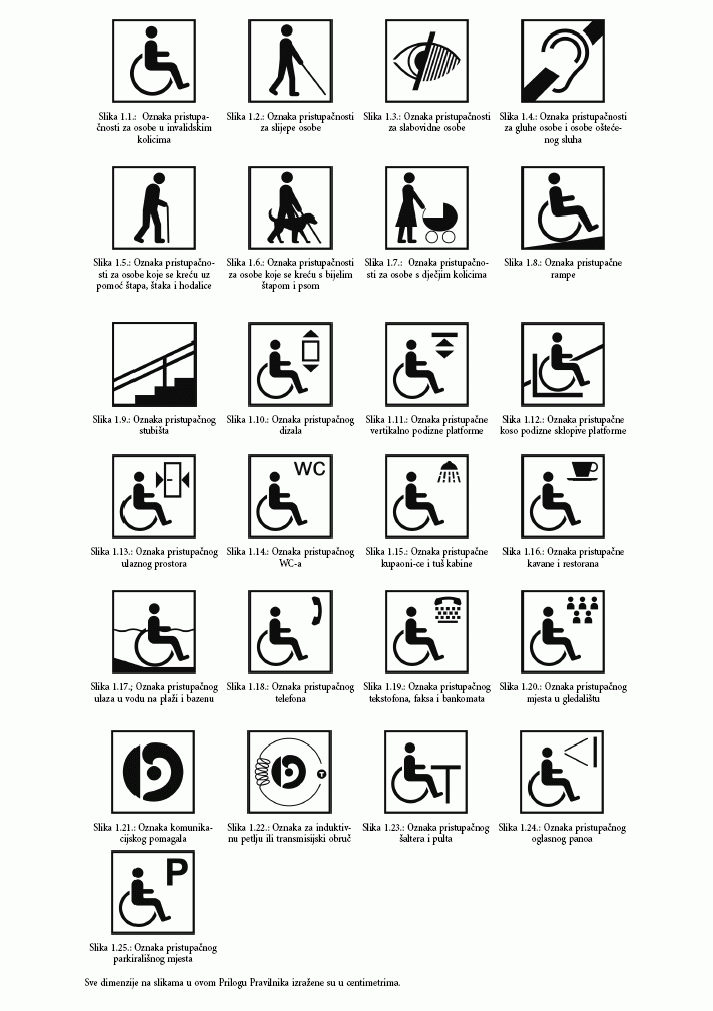 Slika 1.1.: Oznaka pristupa-
čnosti za osobe u invalidskim
kolicima
Slika 1.2.: Oznaka pristupačnosti
za slijepe osobe
Slika 1.3.: Oznaka pristupačnosti
za slabovidne osobe
Slika 1.4.: Oznaka pristupačnosti
za gluhe osobe i osobe ošteće-
nog sluha
Slika 1.5.: Oznaka pristupačno-
sti za osobe koje se kreću uz
pomoć štapa, štaka i hodalice
Slika 1.6.: Oznaka pristupačnosti
za osobe koje se kreću s bijelim
štapom i psom
Slika 1.7.: Oznaka pristupačno-
sti za osobe s dječjim kolicima
Slika 1.8.: Oznaka pristupačne
rampe
Slika 1.9.: Oznaka pristupačnog
stubišta
Slika 1.10.: Oznaka pristupačnog
dizala
Slika 1.11.: Oznaka pristupačne
vertikalno podizne platforme
Slika 1.12.: Oznaka pristupačne
koso podizne sklopive platforme
WC
Slika 1.13.: Oznaka pristupačnog
ulaznog prostora
Slika 1.14.: Oznaka pristupačnog
WC-a
Slika 1.15.: Oznaka pristupačne
kupaoni-ce i tuš kabine
Slika 1.16.: Oznaka pristupačne
kavane i restorana
Slika 1.17.; Oznaka pristupačnog
ulaza u vodu na plaži i bazenu
Slika 1.18.: Oznaka pristupačnog
telefona
Slika 1.19.: Oznaka pristupačnog
tekstofona, faksa i bankomata
Slika 1.20.: Oznaka pristupačnog
mjesta u gledalištu
T
Slika 1.21.: Oznaka komunika-
cijskog pomagala
Slika 1.22.: Oznaka za induktiv-
nu petlju ili transmisijski obruč
Slika 1.23.: Oznaka pristupačnog
šaltera i pulta
Slika 1.24.: Oznaka pristupačnog
oglasnog panoa
P
Slika 1.25.: Oznaka pristupačnog
parkirališnog mjesta
Sve dimenzije na slikama u ovom Prilogu Pravilnika izražene su u centimetrima.